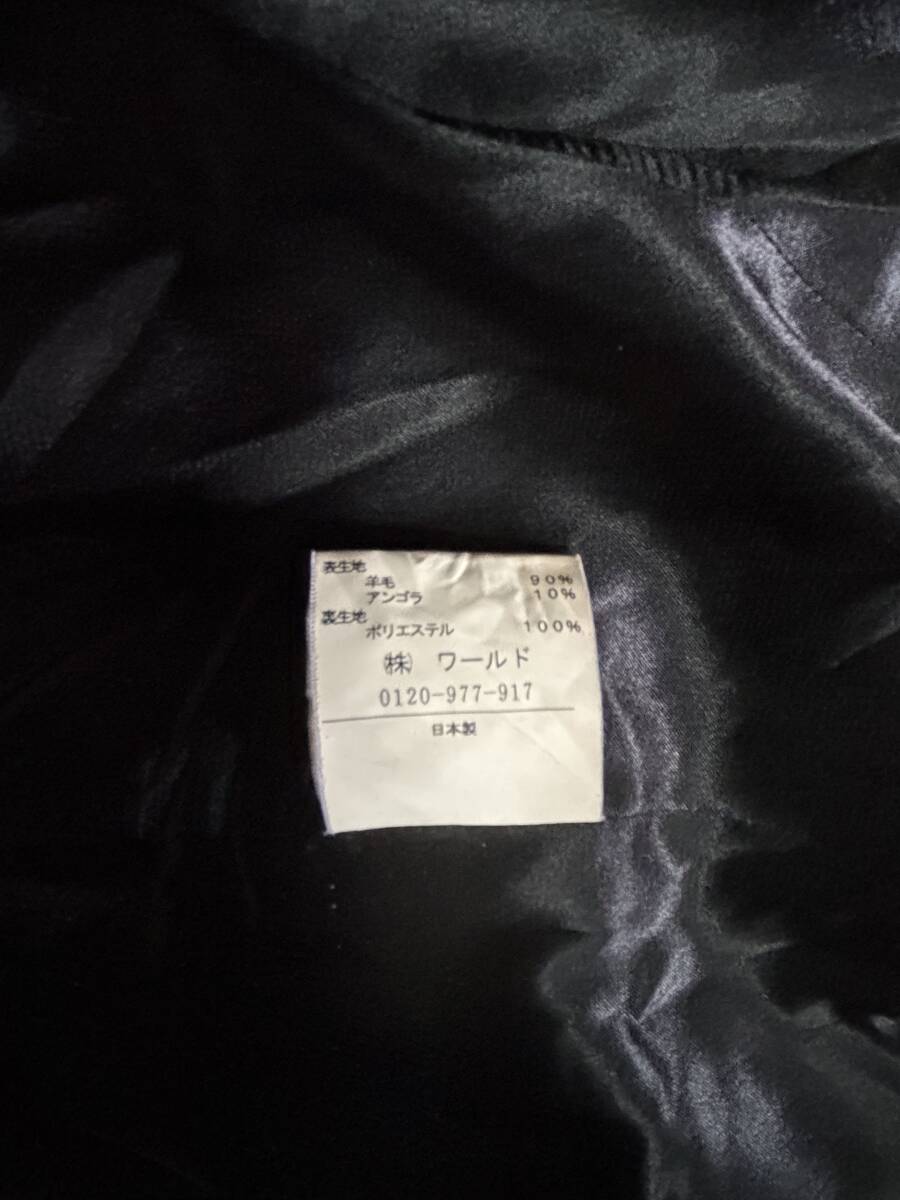 表生地
羊毛 90%
アンゴラ 10%
裏生地
ポリエステル 100%
㈱ ワールド
0120-977-917
日本製